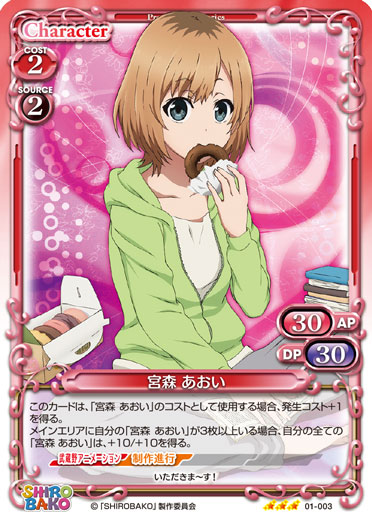 Character
COST
2
SOURCE
2
30 AP
DP 30
宮森 あおい
このカードは、「宮森 あおい」のコストとして使用する場合、発生コスト+1
を得る。
メインエリアに自分の「宮森 あおい」が3枚以上いる場合、自分の全ての
「宮森 あおい」は、+10/+10を得る。
武蔵野アニメーション 制作進行
いただきま〜す!
SHIRO
BAKO
© 「SHIROBAKO」製作委員会
01-003